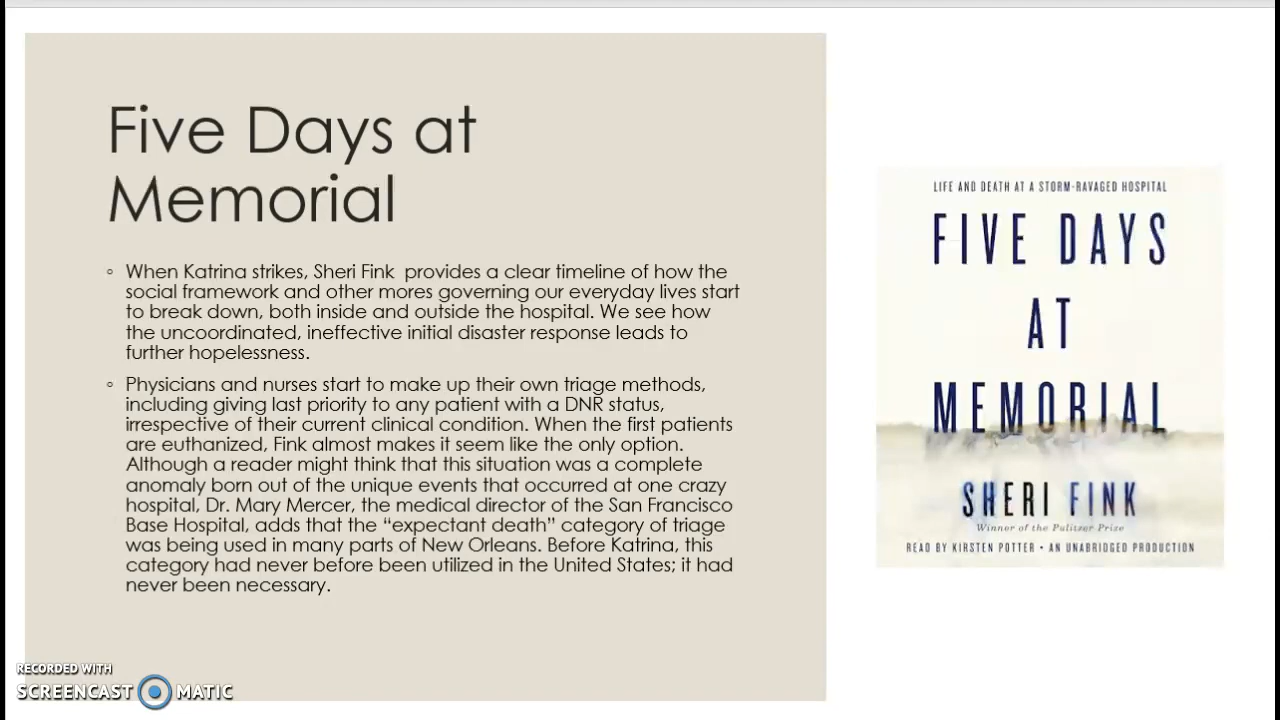 Five Days at
Memorial
◦ When Katrina strikes, Sheri Fink  provides a clear timeline of how the
social framework and other mores governing our everyday lives start
to break down, both inside and outside the hospital. We see how
the uncoordinated, ineffective initial disaster response leads to
further hopelessness.
◦ Physicians and nurses start to make up their own triage methods,
including giving last priority to any patient with a DNR status,
irrespective of their current clinical condition. When the first patients
are euthanized, Fink almost makes it seem like the only option.
Although a reader might think that this situation was a complete
anomaly born out of the unique events that occurred at one crazy
hospital, Dr. Mary Mercer, the medical director of the San Francisco
Base Hospital, adds that the “expectant death” category of triage
was being used in many parts of New Orleans. Before Katrina, this
category had never before been utilized in the United States; it had
never been necessary.
LIFE AND DEATH AT A STORM-RAVAGED HOSPITAL
FIVE DAYS
AT
MEMORIAL
SHERI FINK
Winner of the Pulitzer Prize
READ BY KIRSTEN POTTER • AN UNABRIDGED PRODUCTION
RECORDED WITH
SCREENCAST MATIC